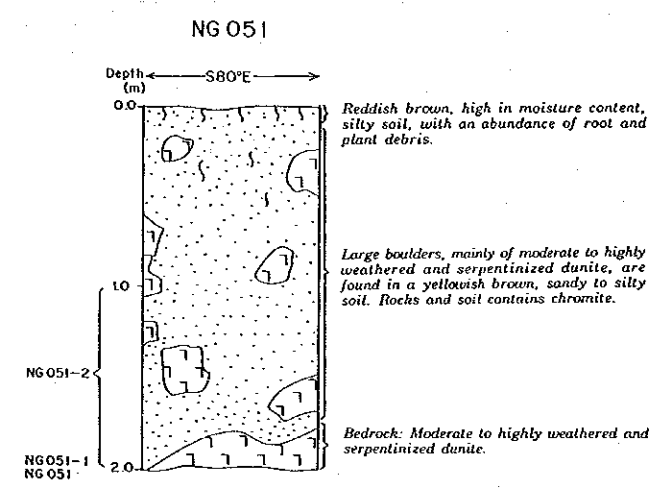 NG 051
Depth
(m)
S80°E
0.0
Reddish brown, high in moisture content,
silty soil, with an abundance of root and
plant debris.
Large boulders, mainly of moderate to highly
weathered and serpentinized dunite, are
found in a yellowish brown, sandy to silty
soil. Rocks and soil contains chromite.
1.0
NG 051-2
Bedrock: Moderate to highly weathered and
serpentinized dunite.
NG 051-1
NG 051
2.0